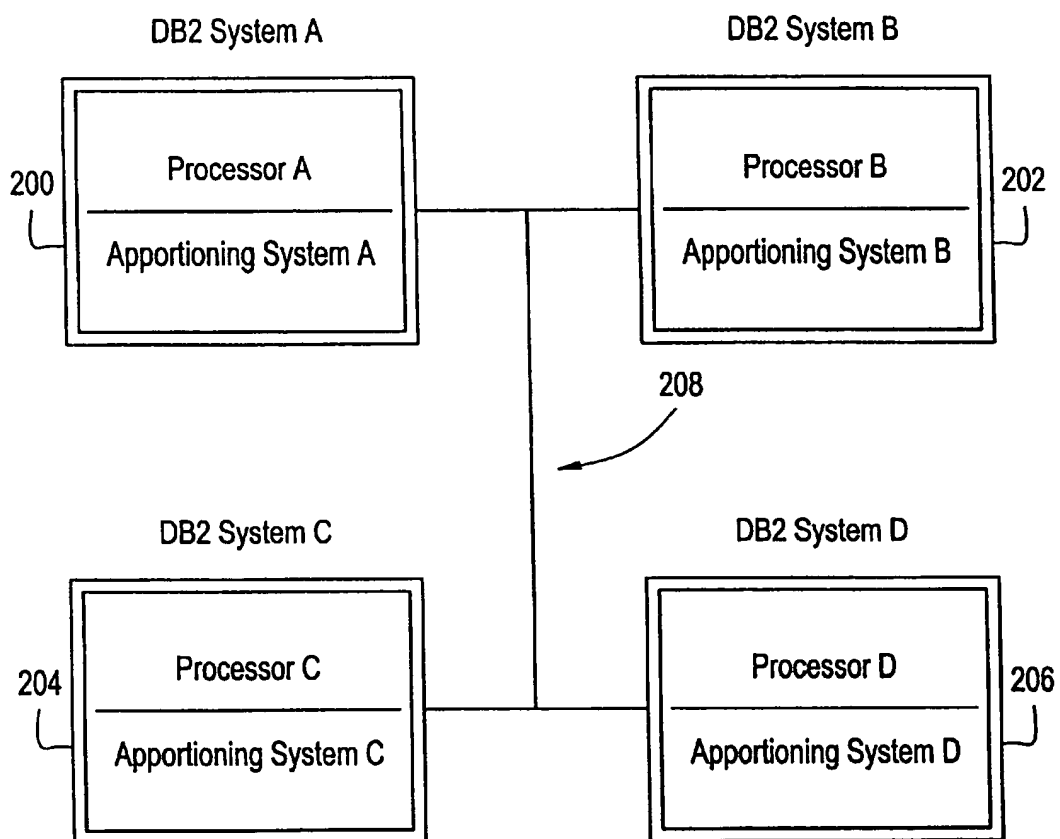 DB2 System A
DB2 System B
Processor A
Processor B
200
202
Apportioning System A
Apportioning System B
208
DB2 System C
DB2 System D
Processor C
Processor D
204
206
Apportioning System C
Apportioning System D